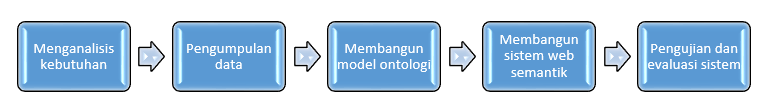 Menganalisis
kebutuhan
Pengumpulan
data
Membangun
model ontologi
Membangun
sistem web
semantik
Pengujian dan
evaluasi sistem